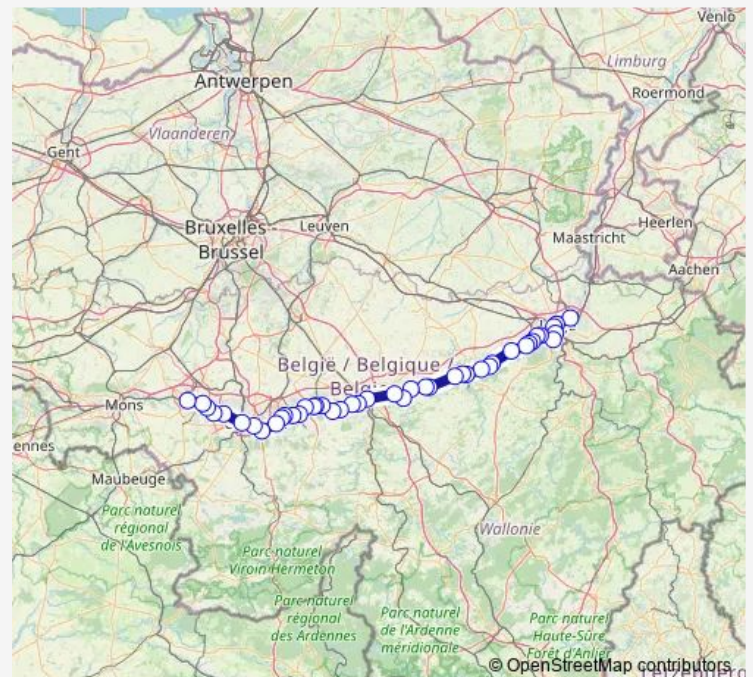 Venlo
Limburg
Antwerpen
Roermond
Vlaanderen
Gent
Bruxelles -
Brussel
Leuven
Heerlen
Maastricht
Aachen
België / Belgique /
Mons
Maubeuge
Parc naturel
régional
de l'Avesnois
Wallonie
Parc naturel
Viroin-Hermeton
Parc naturel
régional
des Ardennes
Parc naturel
de l'Ardenne
méridionale
Parc naturel
Haute-Sûre
Forêt d'Anlier
© OpenStreetMap contributors